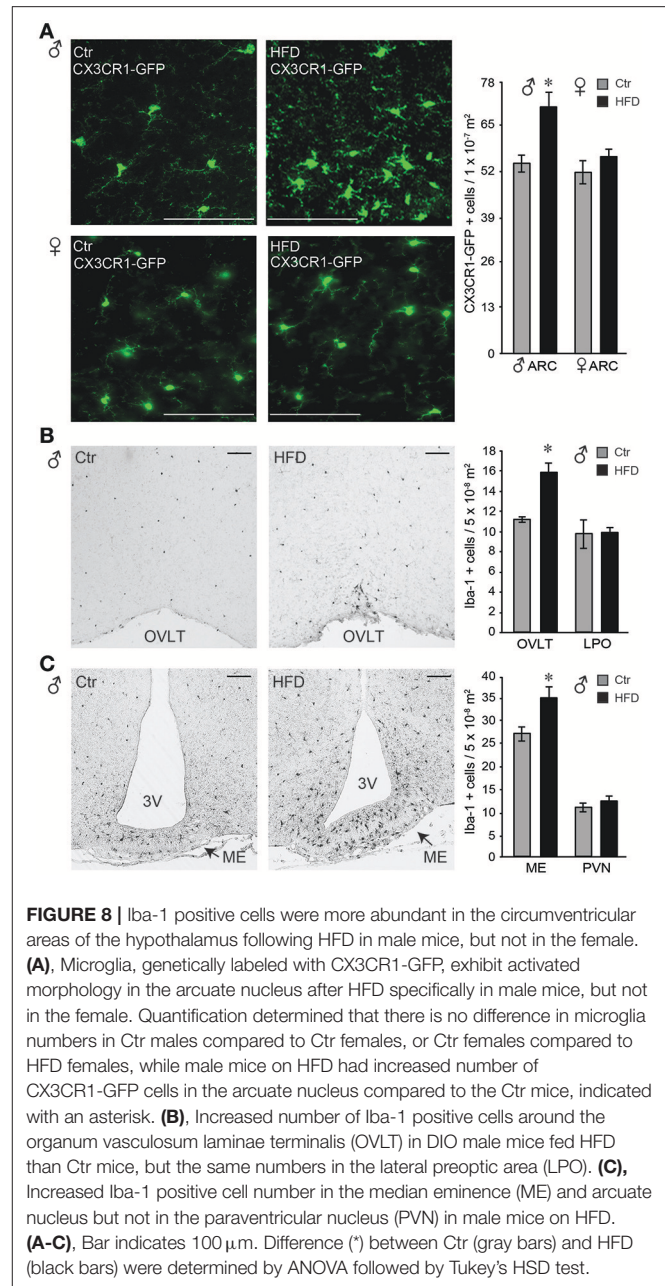 A
♂ Ctr
CX3CR1-GFP
HFD
CX3CR1-GFP
♀ Ctr
CX3CR1-GFP
HFD
CX3CR1-GFP
CX3CR1-GFP + cells / 1 x 10⁻⁷ m²
78
65
52
39
26
13
0
♂ * ♀
Ctr
HFD
♂ ARC ♀ ARC
B
♂ Ctr
OVLT
HFD
OVLT
Iba-1 + cells / 5 x 10⁻⁸ m²
18
16
14
12
10
8
6
4
2
0
* ♂ Ctr
HFD
OVLT LPO
C
♂ Ctr
3V
ME
HFD
3V
ME
Iba-1 + cells / 5 x 10⁻⁸ m²
40
35
30
25
20
15
10
5
0
* ♂ Ctr
HFD
ME PVN
FIGURE 8 | Iba-1 positive cells were more abundant in the circumventricular
areas of the hypothalamus following HFD in male mice, but not in the female.
(A), Microglia, genetically labeled with CX3CR1-GFP, exhibit activated
morphology in the arcuate nucleus after HFD specifically in male mice, but not
in the female. Quantification determined that there is no difference in microglia
numbers in Ctr males compared to Ctr females, or Ctr females compared to
HFD females, while male mice on HFD had increased number of
CX3CR1-GFP cells in the arcuate nucleus compared to the Ctr mice, indicated
with an asterisk. (B), Increased number of Iba-1 positive cells around the
organum vasculosum laminae terminalis (OVLT) in DIO male mice fed HFD
than Ctr mice, but the same numbers in the lateral preoptic area (LPO). (C),
Increased Iba-1 positive cell number in the median eminence (ME) and arcuate
nucleus but not in the paraventricular nucleus (PVN) in male mice on HFD.
(A-C), Bar indicates 100 μm. Difference (*) between Ctr (gray bars) and HFD
(black bars) were determined by ANOVA followed by Tukey's HSD test.